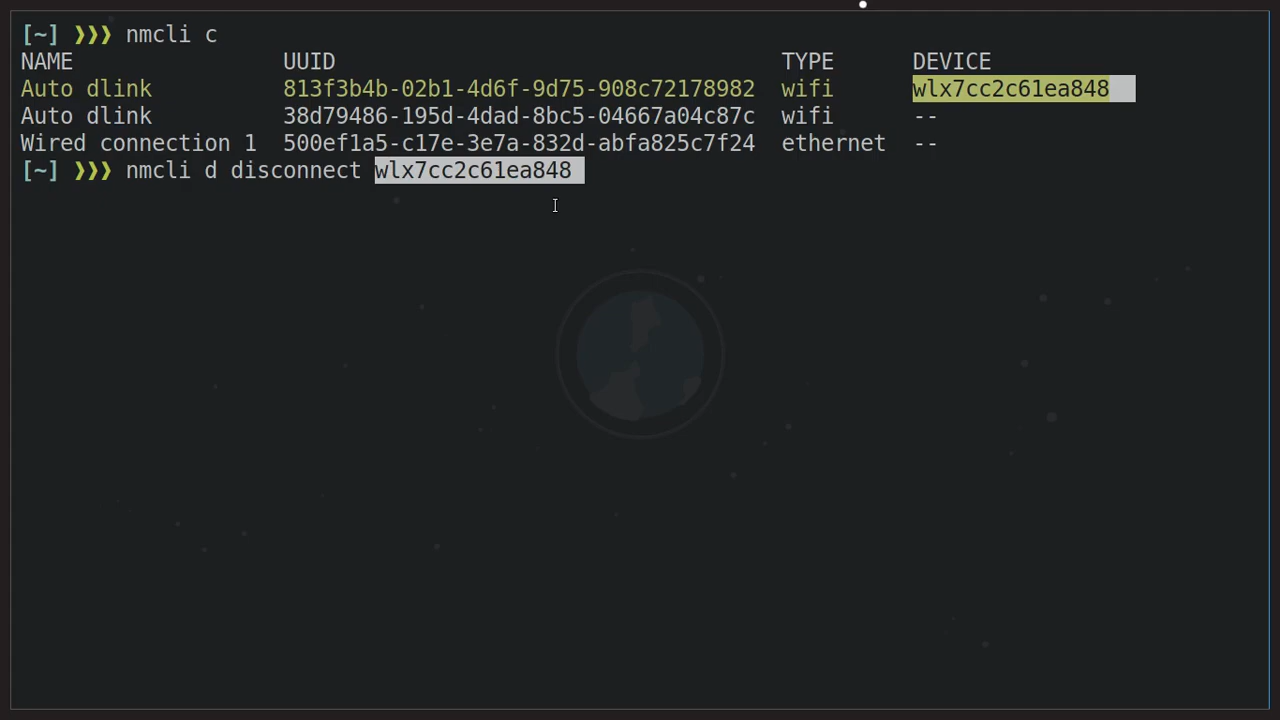 [~] ❯❯❯ nmcli c
NAME                UUID                                  TYPE      DEVICE
Auto dlink          813f3b4b-02b1-4d6f-9d75-908c72178982  wifi      wlx7cc2c61ea848
Auto dlink          38d79486-195d-4dad-8bc5-04667a04c87c  wifi      --
Wired connection 1  500ef1a5-c17e-3e7a-832d-abfa825c7f24  ethernet  --
[~] ❯❯❯ nmcli d disconnect wlx7cc2c61ea848